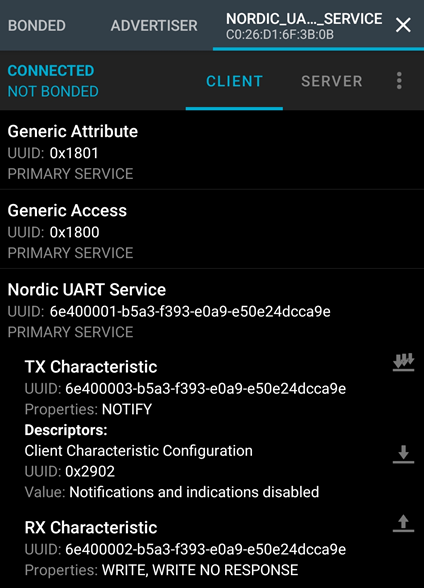 BONDED
ADVERTISER
NORDIC_UA..._SERVICE
C0:26:D1:6F:3B:0B
CONNECTED
NOT BONDED
CLIENT
SERVER
Generic Attribute
UUID: 0x1801
PRIMARY SERVICE
Generic Access
UUID: 0x1800
PRIMARY SERVICE
Nordic UART Service
UUID: 6e400001-b5a3-f393-e0a9-e50e24dcca9e
PRIMARY SERVICE
TX Characteristic
UUID: 6e400003-b5a3-f393-e0a9-e50e24dcca9e
Properties: NOTIFY
Descriptors:
Client Characteristic Configuration
UUID: 0x2902
Value: Notifications and indications disabled
RX Characteristic
UUID: 6e400002-b5a3-f393-e0a9-e50e24dcca9e
Properties: WRITE, WRITE NO RESPONSE